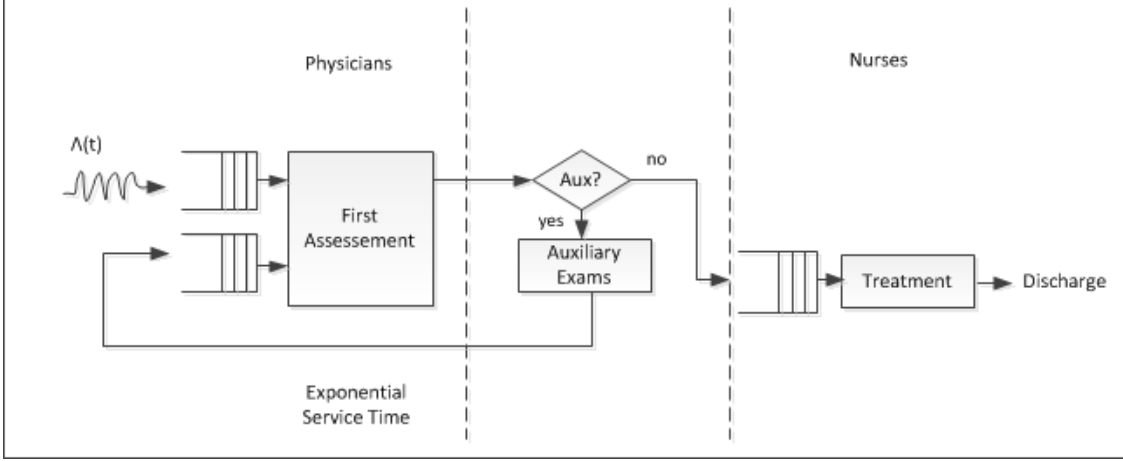 Physicians
Nurses
Λ(t)
Aux?
no
yes
First
Assessement
Auxiliary
Exams
Treatment
Discharge
Exponential
Service Time